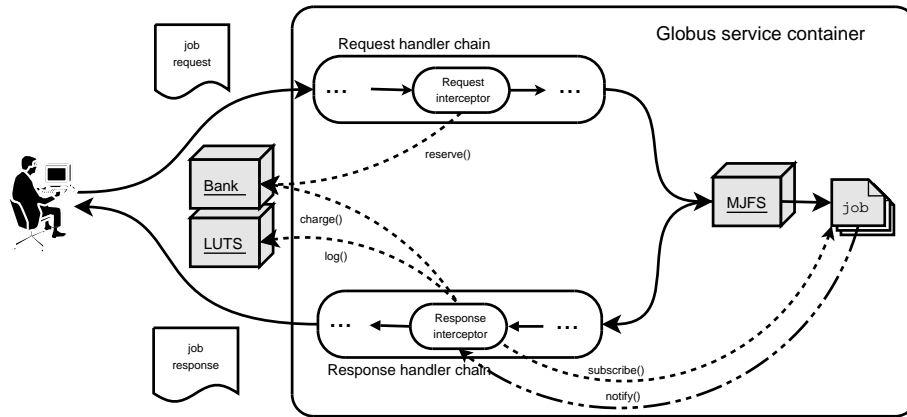 job
request
Request handler chain
Globus service container
...
Request
interceptor
...
reserve()
Bank
MJFS
job
charge()
LUTS
log()
...
Response
interceptor
...
job
response
Response handler chain
subscribe()
notify()